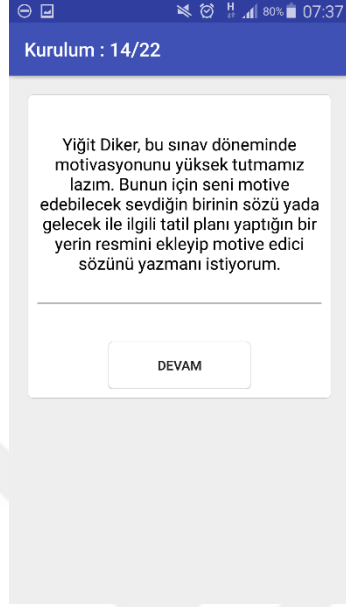 H 80% 07:37
Kurulum : 14/22
Yiğit Diker, bu sınav döneminde
motivasyonunu yüksek tutmamız
lazım. Bunun için seni motive
edebilecek sevdiğin birinin sözü yada
gelecek ile ilgili tatil planı yaptığın bir
yerin resmini ekleyip motive edici
sözünü yazmanı istiyorum.
DEVAM